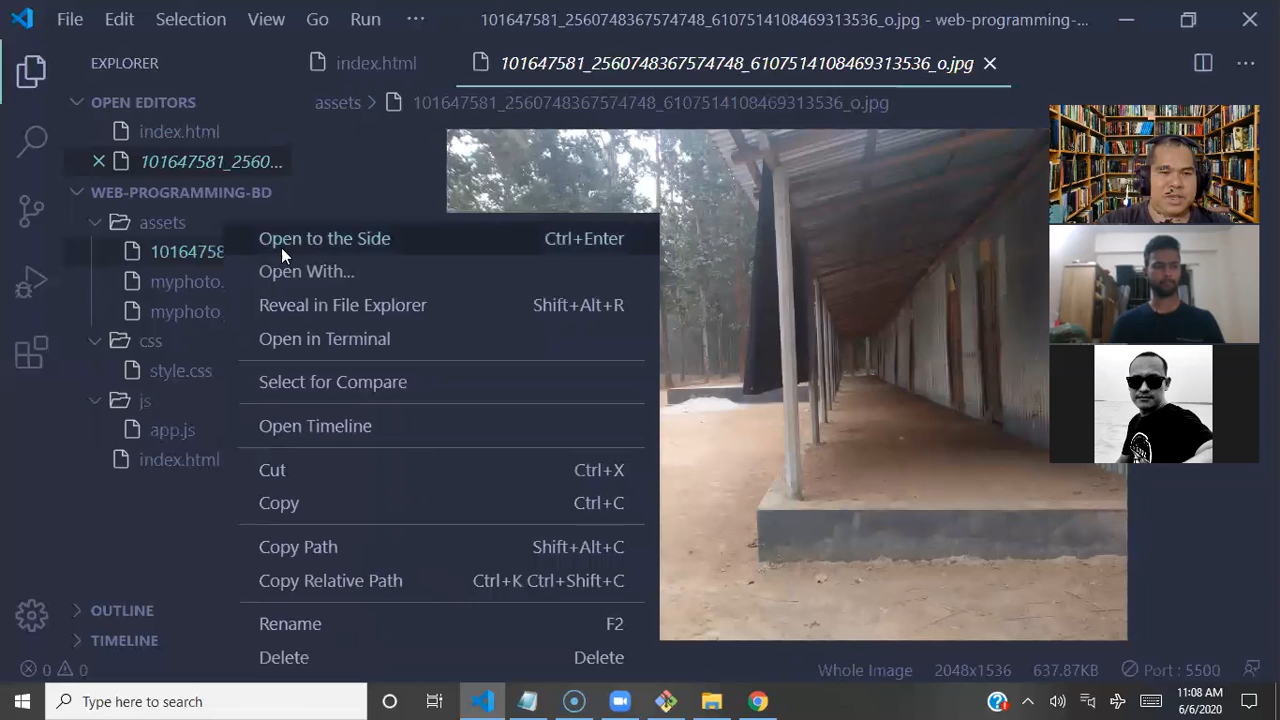 File Edit Selection View Go Run ··· 101647581_2560748367574748_6107514108469313536_o.jpg - web-programming-...
EXPLORER
index.html
101647581_2560748367574748_6107514108469313536_o.jpg
OPEN EDITORS
index.html
101647581_2560...
WEB-PROGRAMMING-BD
assets
10164758
myphoto.
myphoto
css
style.css
js
app.js
index.html
OUTLINE
TIMELINE
assets > 101647581_2560748367574748_6107514108469313536_o.jpg
Open to the Side Ctrl+Enter
Open With...
Reveal in File Explorer Shift+Alt+R
Open in Terminal
Select for Compare
Open Timeline
Cut Ctrl+X
Copy Ctrl+C
Copy Path Shift+Alt+C
Copy Relative Path Ctrl+K Ctrl+Shift+C
Rename F2
Delete Delete
0 0 Whole Image 2048x1536 637.87KB Port : 5500
Type here to search
11:08 AM
6/6/2020